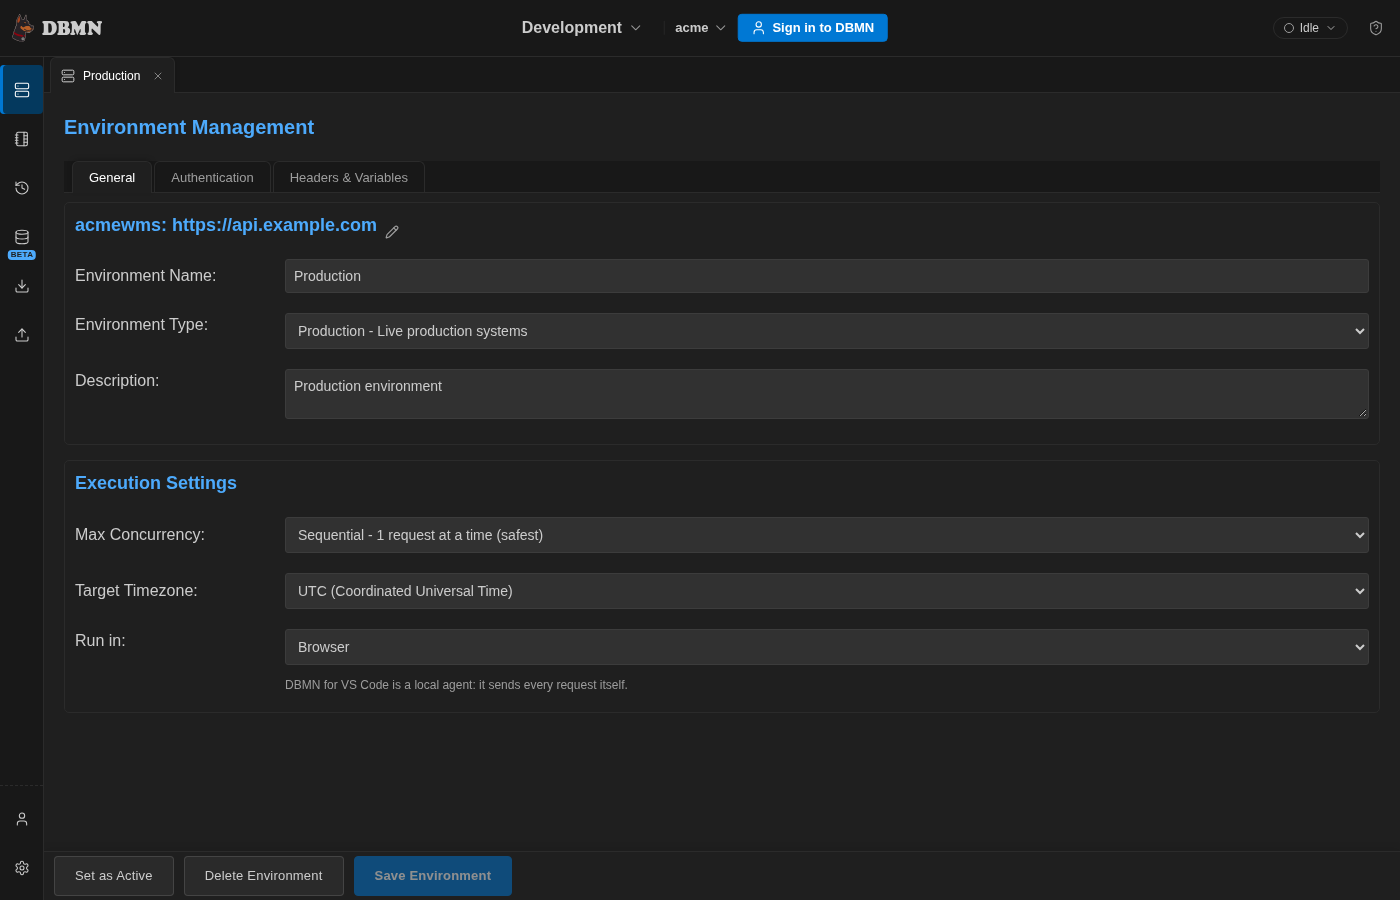 DBMN
Development
acme
Sign in to DBMN
Idle
Production
Environment Management
General
Authentication
Headers & Variables
BETA
acmewms: https://api.example.com
Environment Name:
Production
Environment Type:
Production - Live production systems
Description:
Production environment
Execution Settings
Max Concurrency:
Sequential - 1 request at a time (safest)
Target Timezone:
UTC (Coordinated Universal Time)
Run in:
Browser
DBMN for VS Code is a local agent: it sends every request itself.
Set as Active
Delete Environment
Save Environment